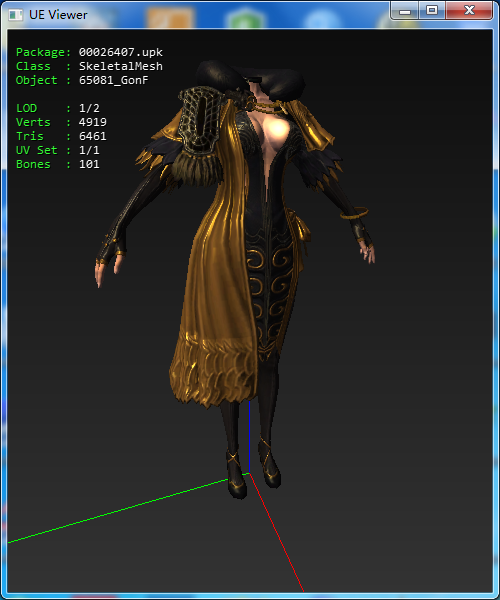 UE Viewer
Package: 00026407.upk
Class  : SkeletalMesh
Object : 65081_GonF
LOD    : 1/2
Verts  : 4919
Tris   : 6461
UV Set : 1/1
Bones  : 101